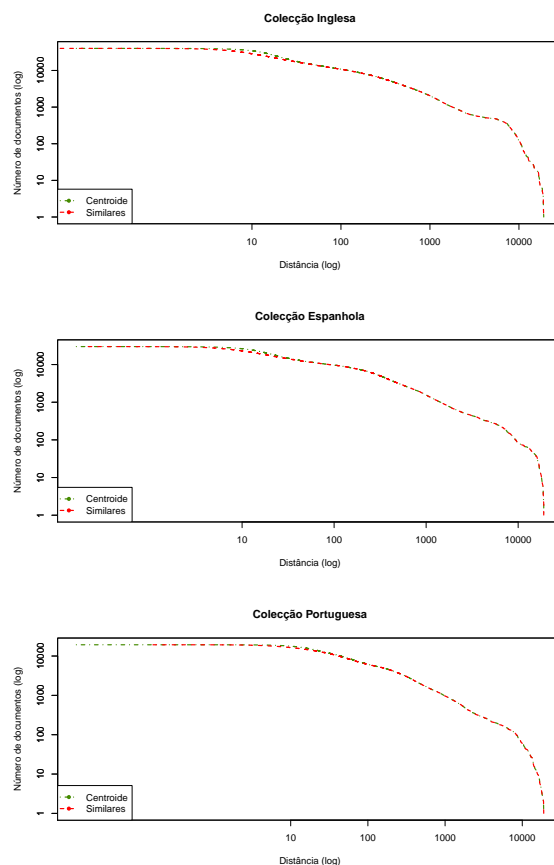 Colecção Inglesa
Número de documentos (log)
10000
1000
100
10
1
Centroide
Similares
10 100 1000 10000
Distância (log)
Colecção Espanhola
Número de documentos (log)
10000
1000
100
10
1
Centroide
Similares
10 100 1000 10000
Distância (log)
Colecção Portuguesa
Número de documentos (log)
10000
1000
100
10
1
Centroide
Similares
10 100 1000 10000
Distância (log)